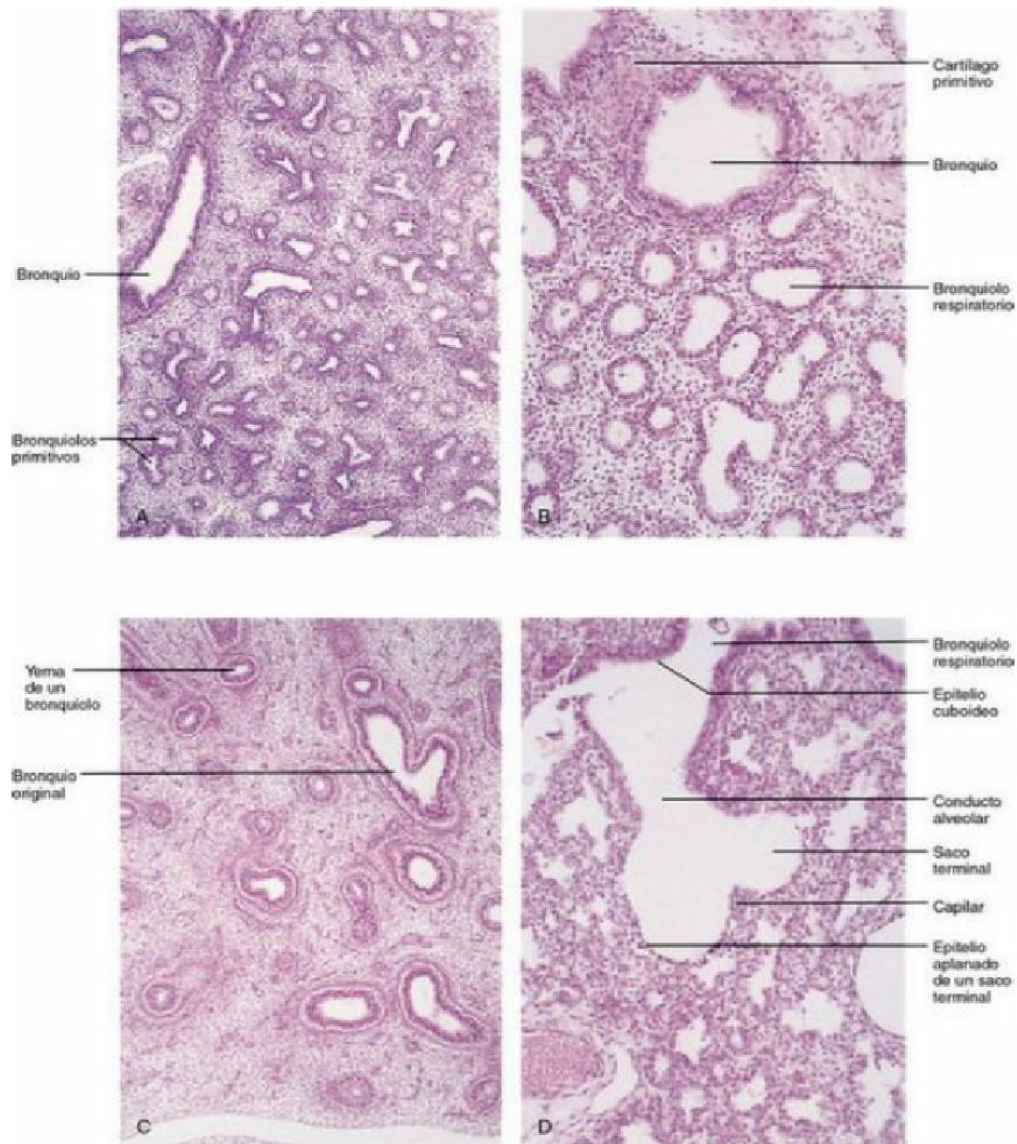 Bronquio
Bronquiolos
primitivos
A
Cartílago
primitivo
Bronquio
Bronquiolo
respiratorio
B
Yema
de un
bronquiolo
Bronquio
original
C
Bronquiolo
respiratorio
Epitelio
cuboideo
Conducto
alveolar
Saco
terminal
Capilar
Epitelio
aplanado
de un saco
terminal
D